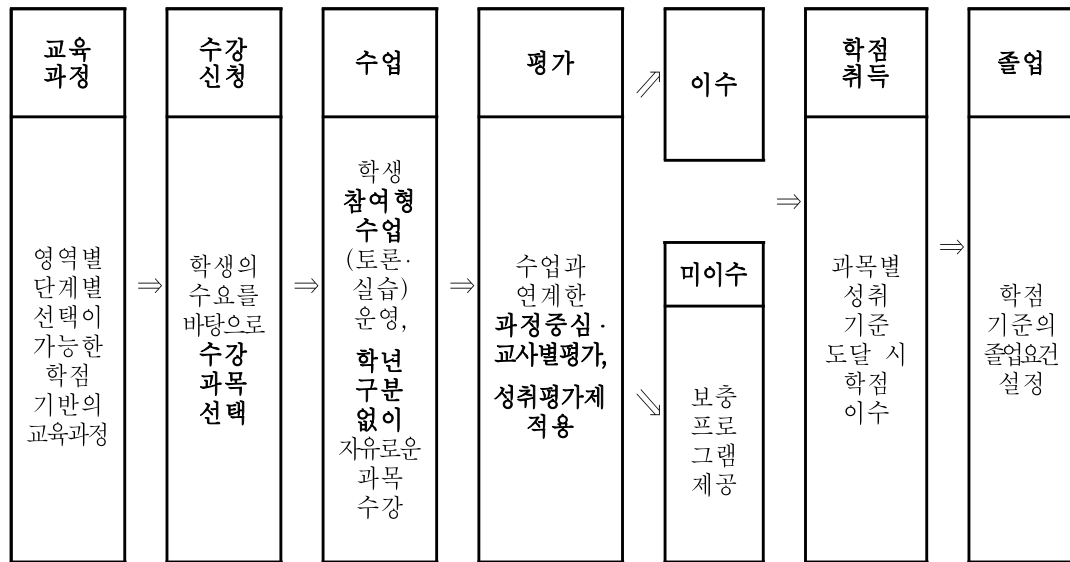 교육
과정
영역별
단계별
선택이
가능한
학점
기반의
교육과정
⇒
수강
신청
학생의
수요를
바탕으로
수강
과목
선택
⇒
수업
학생
참여형
수업
(토론·
실습)
운영,
학년
구분
없이
자유로운
과목
수강
⇒
평가
수업과
연계한
과정중심·
교사별평가,
성취평가제
적용
⇗
이수
⇘
미이수
보충
프로
그램
제공
⇒
학점
취득
과목별
성취
기준
도달 시
학점
이수
⇒
졸업
학점
기준의
졸업요건
설정